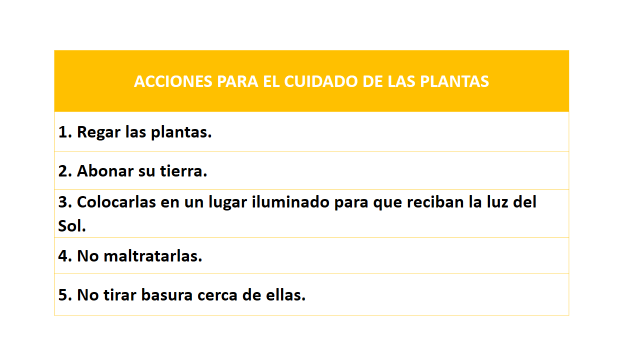 ACCIONES PARA EL CUIDADO DE LAS PLANTAS
1. Regar las plantas.
2. Abonar su tierra.
3. Colocarlas en un lugar iluminado para que reciban la luz del
Sol.
4. No maltratarlas.
5. No tirar basura cerca de ellas.